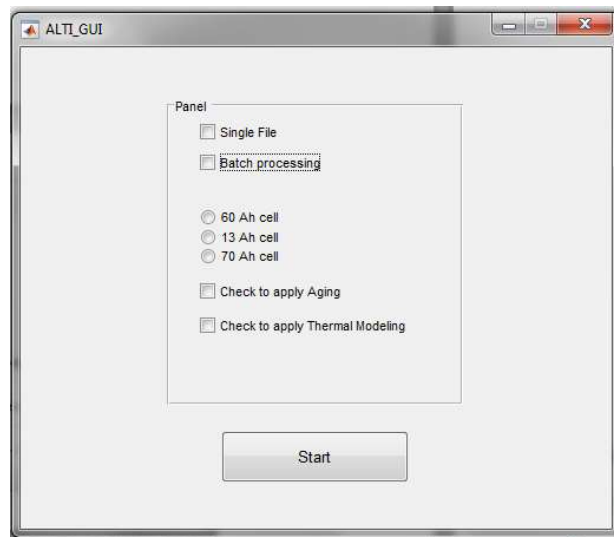 ALTI_GUI
Panel
Single File
Batch processing
60 Ah cell
13 Ah cell
70 Ah cell
Check to apply Aging
Check to apply Thermal Modeling
Start